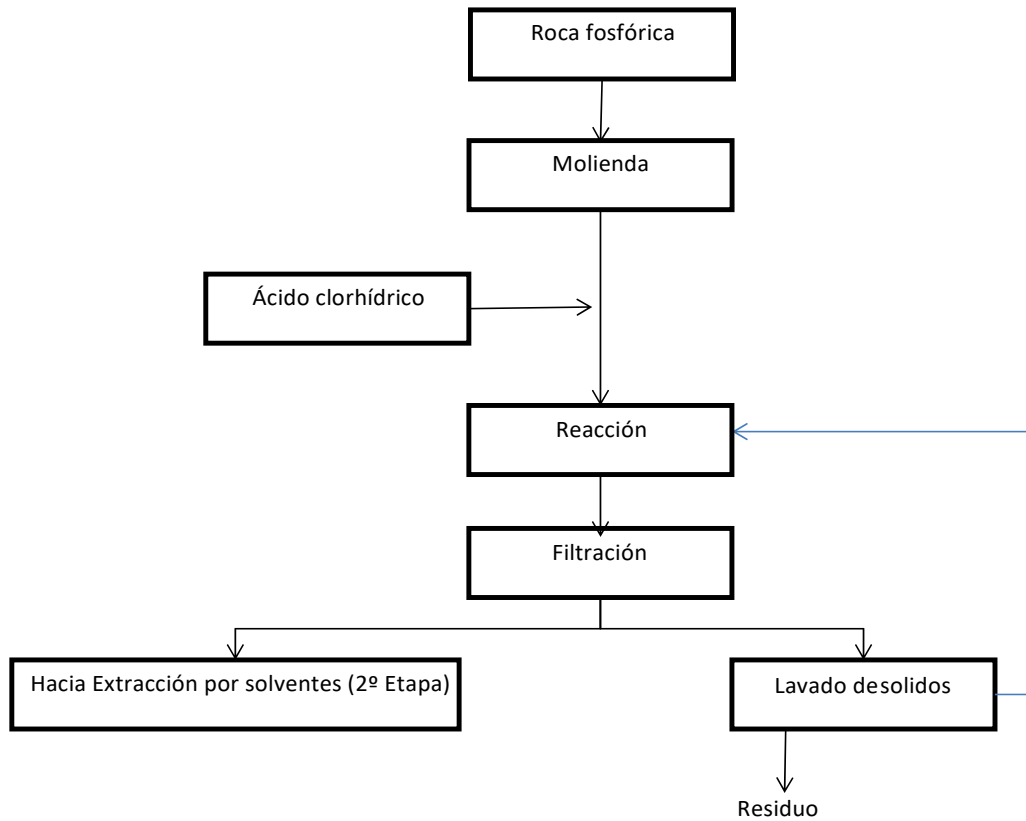 Roca fosfórica
Molienda
Ácido clorhídrico
Reacción
Filtración
Hacia Extracción por solventes (2º Etapa)
Lavado desolidos
Residuo